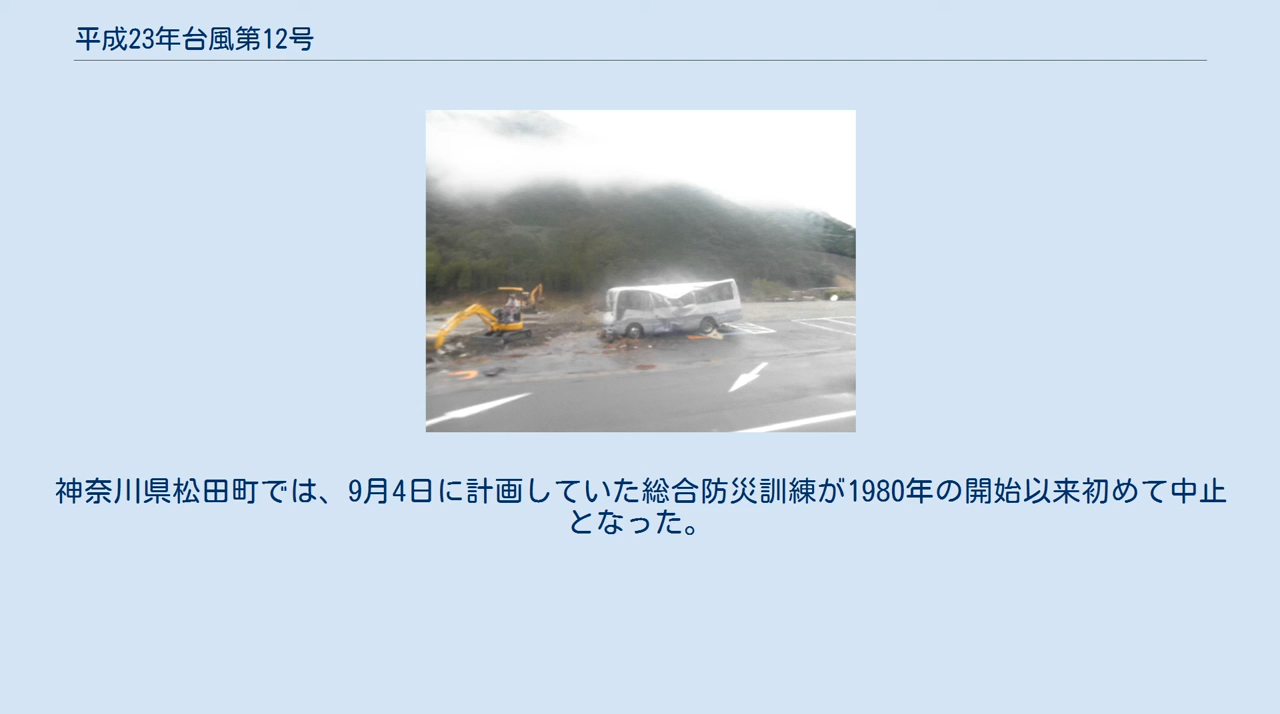 平成23年台風第12号
神奈川県松田町では、9月4日に計画していた総合防災訓練が1980年の開始以来初めて中止
となった。